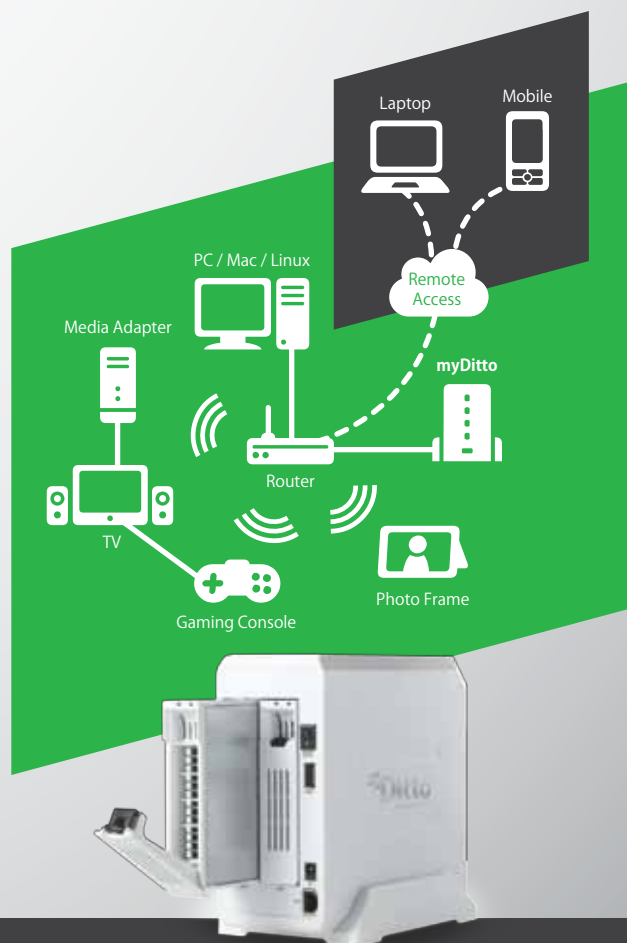 Laptop
Mobile
Remote
Access
PC / Mac / Linux
Media Adapter
myDitto
Router
TV
Photo Frame
Gaming Console
Ditto